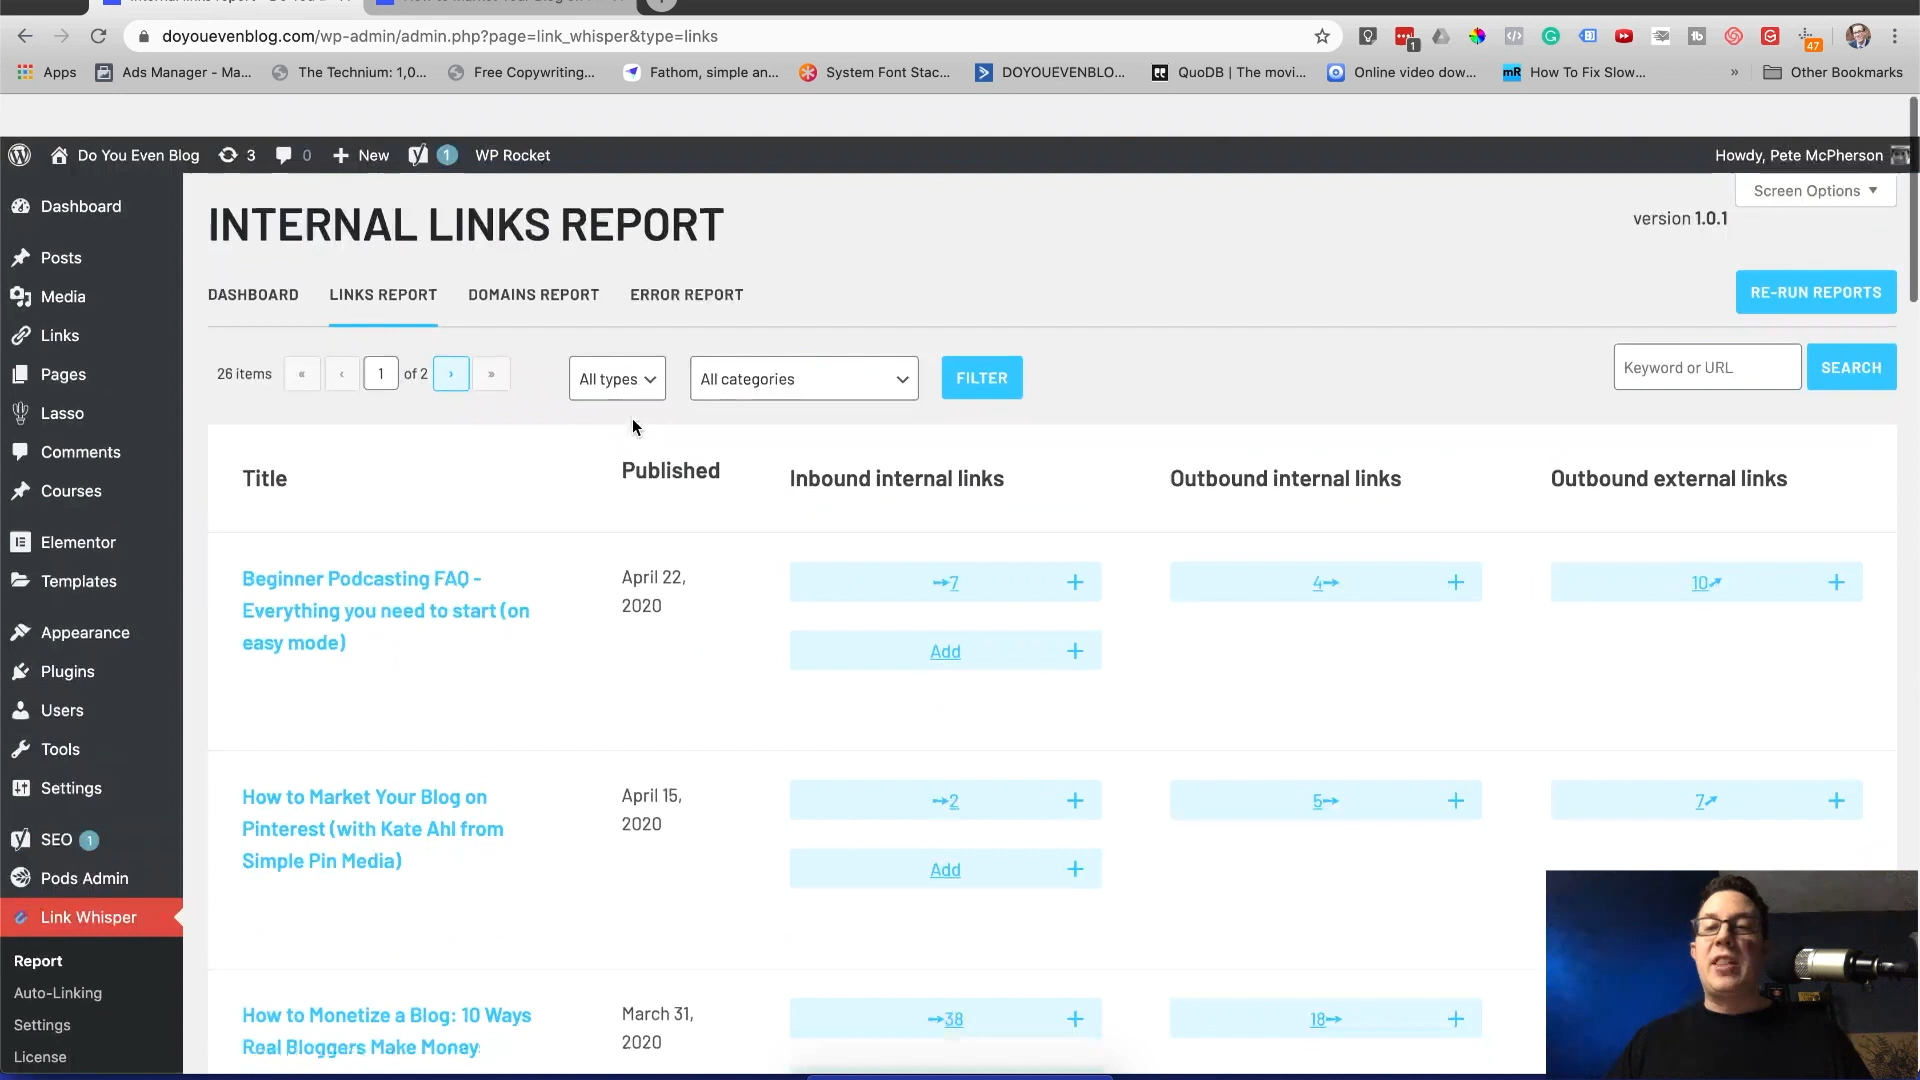 doyouevenblog.com/wp-admin/admin.php?page=link_whisper&type=links
1
47
Apps
Ads Manager - Ma...
The Technium: 1,0...
Free Copywriting...
Fathom, simple an...
System Font Stac...
DOYOUEVENBLO...
QuoDB | The movi...
Online video dow...
mR
How To Fix Slow...
»
Other Bookmarks
Do You Even Blog
3
0
New
1
WP Rocket
Howdy, Pete McPherson
Screen Options
version 1.0.1
Dashboard
Posts
Media
Links
Pages
Lasso
Comments
Courses
Elementor
Templates
Appearance
Plugins
Users
Tools
Settings
SEO 1
Pods Admin
Link Whisper
Report
Auto-Linking
Settings
License
INTERNAL LINKS REPORT
DASHBOARD
LINKS REPORT
DOMAINS REPORT
ERROR REPORT
RE-RUN REPORTS
26 items « ‹ 1 of 2 › »
All types
All categories
FILTER
Keyword or URL
SEARCH
Title
Published
Inbound internal links
Outbound internal links
Outbound external links
Beginner Podcasting FAQ -
Everything you need to start (on
easy mode)
April 22,
2020
7 +
Add +
4 +
10 +
How to Market Your Blog on
Pinterest (with Kate Ahl from
Simple Pin Media)
April 15,
2020
2 +
Add +
5 +
7 +
How to Monetize a Blog: 10 Ways
Real Bloggers Make Money
March 31,
2020
38 +
18 +